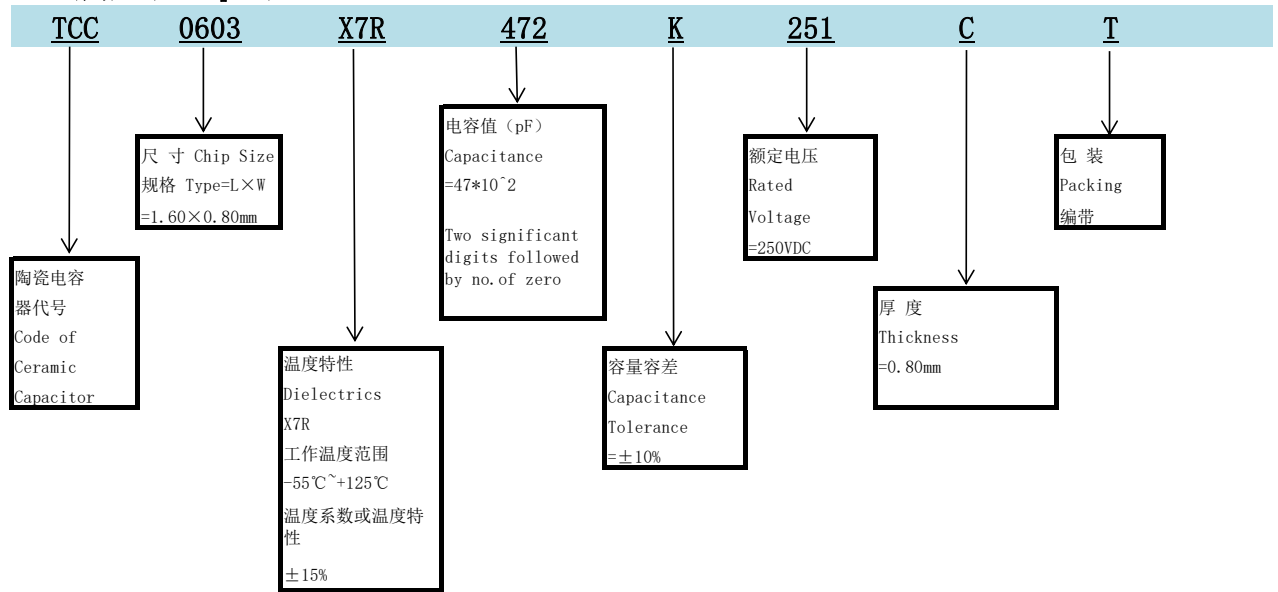 TCC 0603 X7R 472 K 251 C T
陶瓷电容
器代号
Code of
Ceramic
Capacitor
尺 寸 Chip Size
规格 Type=L×W
=1.60×0.80mm
温度特性
Dielectrics
X7R
工作温度范围
-55℃~+125℃
温度系数或温度特
性
±15%
电容值（pF）
Capacitance
=47*10^2
Two significant
digits followed
by no.of zero
容量容差
Capacitance
Tolerance
=±10%
额定电压
Rated
Voltage
=250VDC
厚 度
Thickness
=0.80mm
包 装
Packing
编带